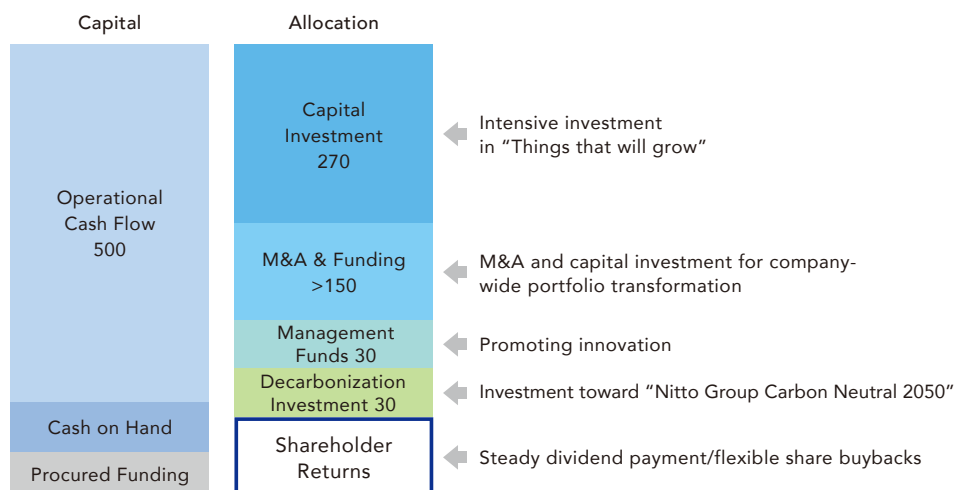 Capital
Allocation
Operational
Cash Flow
500
Cash on Hand
Procured Funding
Capital
Investment
270
Intensive investment
in “Things that will grow”
M&A & Funding
>150
M&A and capital investment for company-
wide portfolio transformation
Management
Funds 30
Promoting innovation
Decarbonization
Investment 30
Investment toward “Nitto Group Carbon Neutral 2050”
Shareholder
Returns
Steady dividend payment/flexible share buybacks